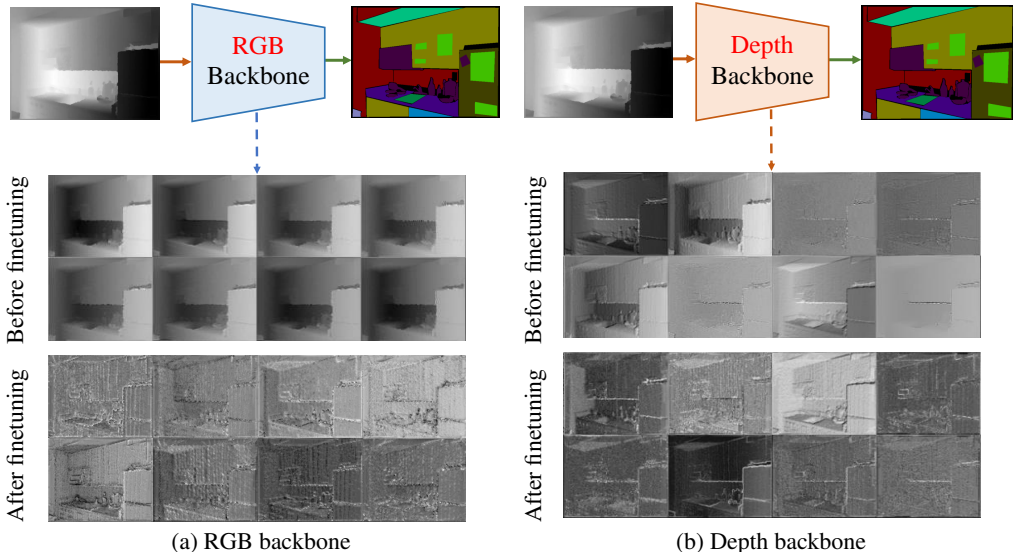 RGB
Backbone
Depth
Backbone
Before finetuning
Before finetuning
After finetuning
After finetuning
(a) RGB backbone
(b) Depth backbone